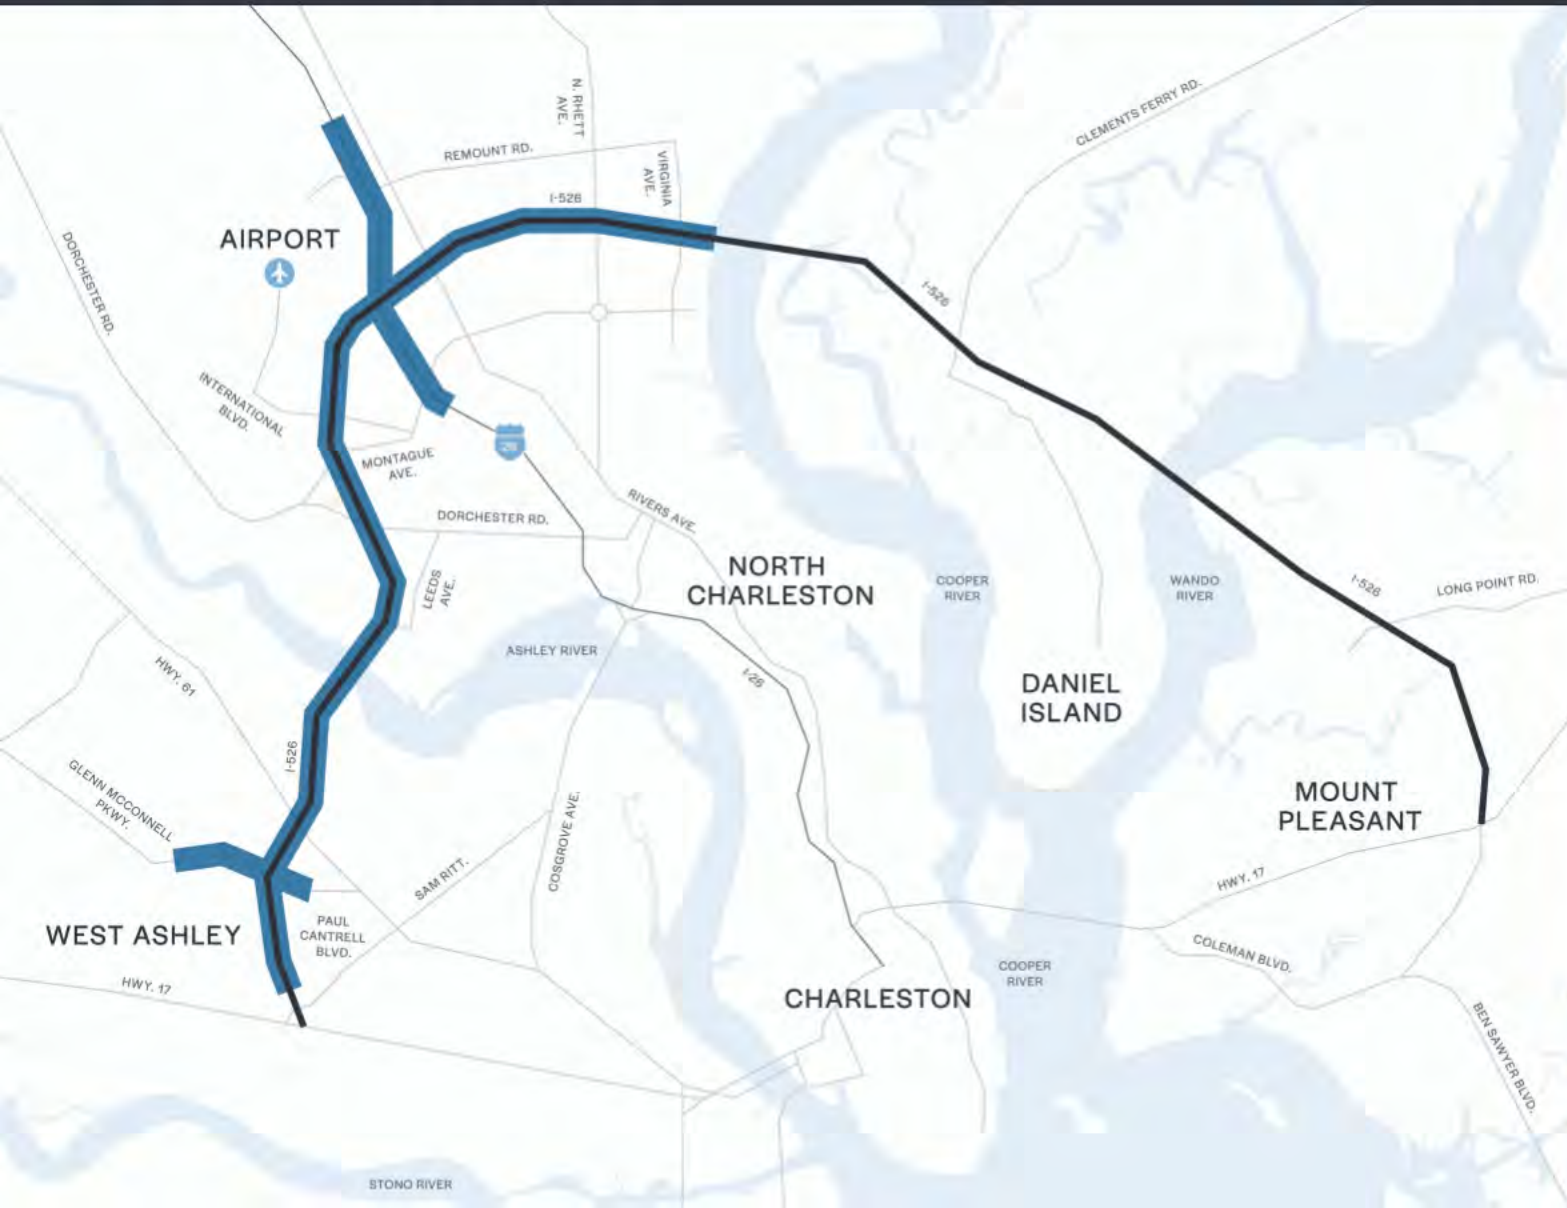 N. RHETT
AVE.
CLEMENTS FERRY RD.
REMOUNT RD.
VIRGINIA
AVE.
I-526
AIRPORT
DORCHESTER RD.
I-526
INTERNATIONAL
BLVD.
26
MONTAGUE
AVE.
RIVERS AVE.
DORCHESTER RD.
NORTH
CHARLESTON
LEEDS
AVE.
COOPER
RIVER
WANDO
RIVER
I-526
LONG POINT RD.
ASHLEY RIVER
HWY. 61
I-26
DANIEL
ISLAND
I-526
GLENN MCCONNELL
PKWY.
MOUNT
PLEASANT
COSGROVE AVE.
SAM RITT.
HWY. 17
WEST ASHLEY
PAUL
CANTRELL
BLVD.
COLEMAN BLVD.
HWY. 17
COOPER
RIVER
CHARLESTON
BEN SAWYER BLVD.
STONO RIVER